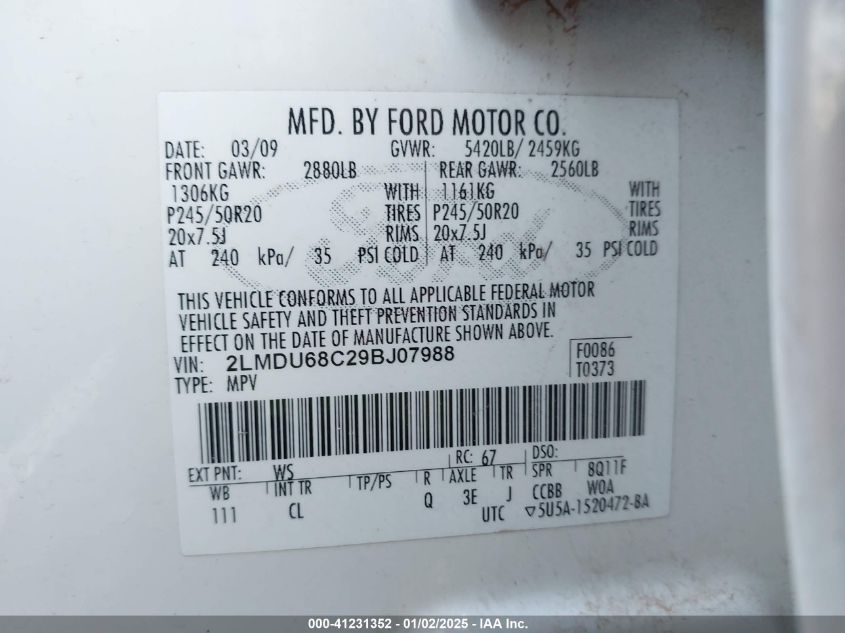 MFD. BY FORD MOTOR CO.
DATE: 03/09 GVWR: 5420LB/ 2459KG
FRONT GAWR: 2880LB REAR GAWR: 2560LB
1306KG WITH 1161KG WITH
P245/50R20 TIRES P245/50R20 TIRES
20x7.5J RIMS 20x7.5J RIMS
AT 240 kPa/ 35 PSI COLD AT 240 kPa/ 35 PSI COLD
Ford
THIS VEHICLE CONFORMS TO ALL APPLICABLE FEDERAL MOTOR
VEHICLE SAFETY AND THEFT PREVENTION STANDARDS IN
EFFECT ON THE DATE OF MANUFACTURE SHOWN ABOVE.
VIN: 2LMDU68C29BJ07988 F0086
TYPE: MPV T0373
EXT PNT: WS RC: 67 DSO:
WB INT TR TP/PS R AXLE TR SPR 8Q11F
111 CL Q 3E J CCBB WOA
UTC ▽5U5A-1520472-BA
000-41231352 - 01/02/2025 - IAA Inc.